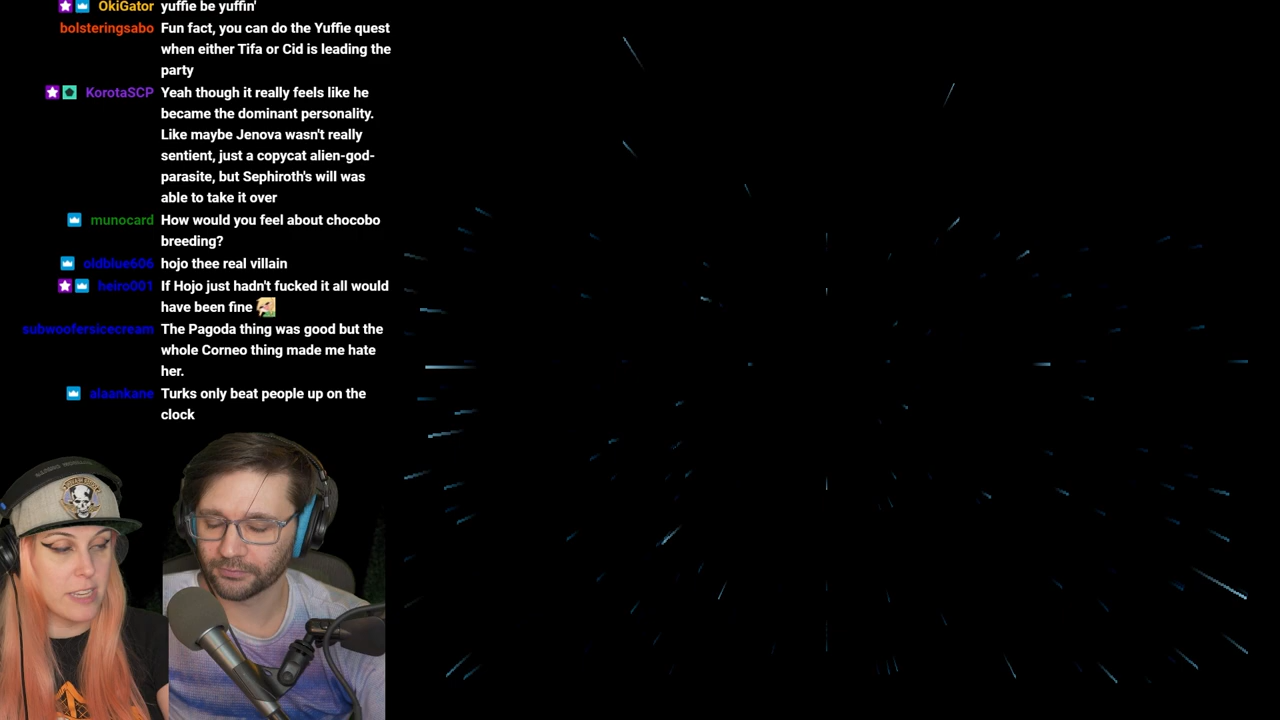 OkiGator yuffie be yuffin'
bolsteringsabo Fun fact, you can do the Yuffie quest
when either Tifa or Cid is leading the
party
KorotaSCP Yeah though it really feels like he
became the dominant personality.
Like maybe Jenova wasn't really
sentient, just a copycat alien-god-
parasite, but Sephiroth's will was
able to take it over
munocard How would you feel about chocobo
breeding?
oldblue606 hojo thee real villain
heiro001 If Hojo just hadn't fucked it all would
have been fine
subwoofersicecream The Pagoda thing was good but the
whole Corneo thing made me hate
her.
alaankane Turks only beat people up on the
clock